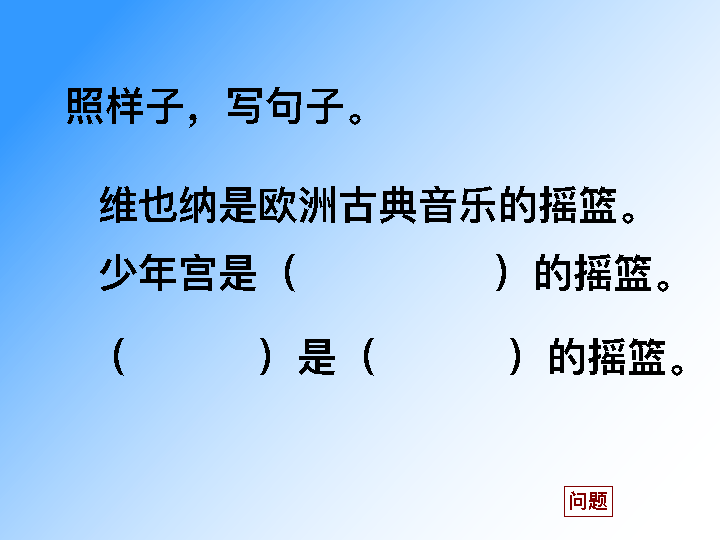 照样子，写句子。
维也纳是欧洲古典音乐的摇篮。
少年宫是（　　　　　）的摇篮。
（　　　）是（　　　）的摇篮。
问题